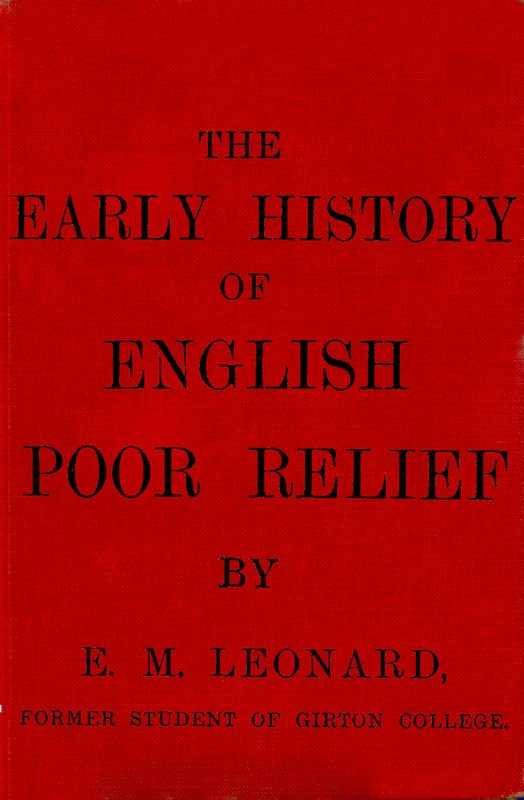 THE
EARLY HISTORY
OF
ENGLISH
POOR RELIEF
BY
E. M. LEONARD,
FORMER STUDENT OF GIRTON COLLEGE.